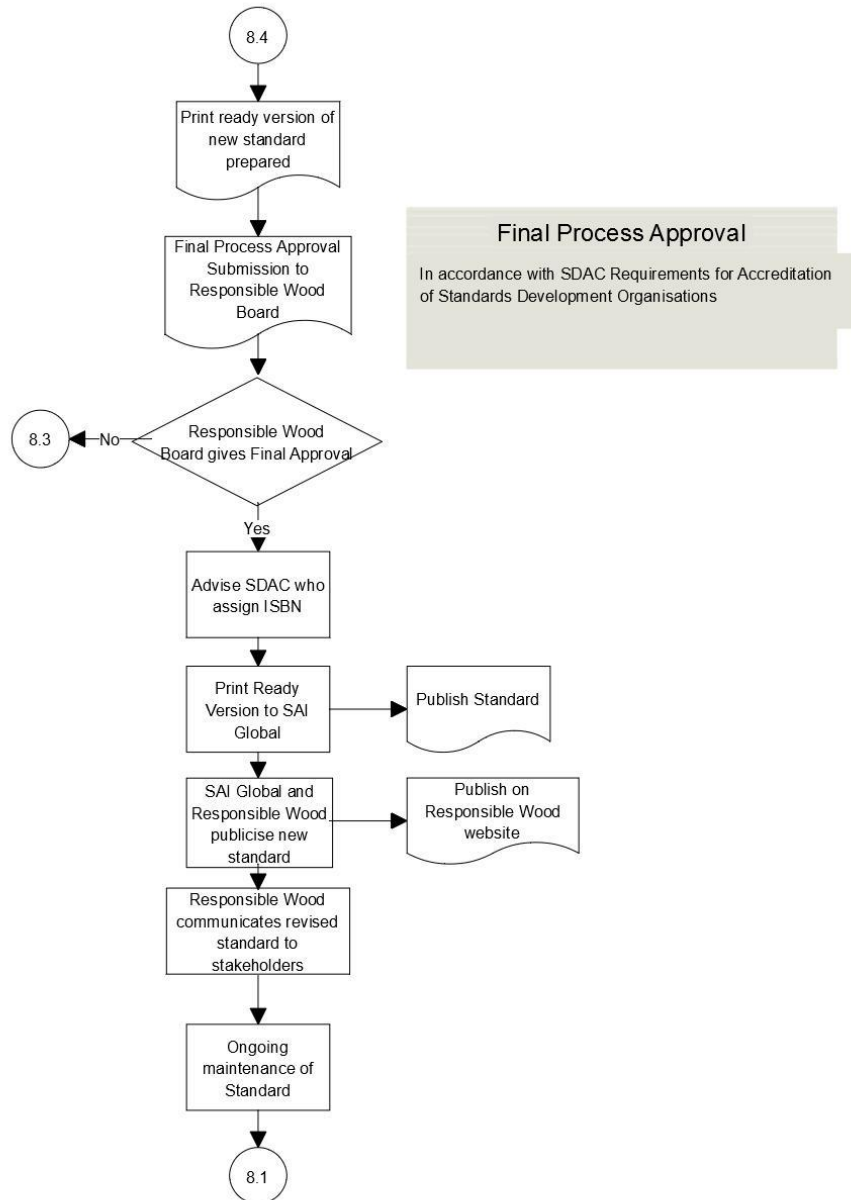 8.4
Print ready version of
new standard
prepared
Final Process Approval
Submission to
Responsible Wood
Board
Final Process Approval
In accordance with SDAC Requirements for Accreditation
of Standards Development Organisations
8.3
No
Responsible Wood
Board gives Final Approval
Yes
Advise SDAC who
assign ISBN
Print Ready
Version to SAI
Global
Publish Standard
SAI Global and
Responsible Wood
publicise new
standard
Publish on
Responsible Wood
website
Responsible Wood
communicates revised
standard to
stakeholders
Ongoing
maintenance of
Standard
8.1